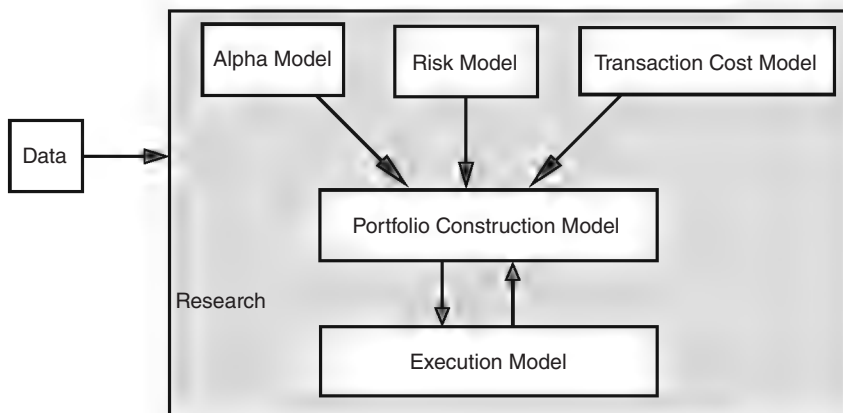 Alpha Model
Risk Model
Transaction Cost Model
Data
Portfolio Construction Model
Research
Execution Model